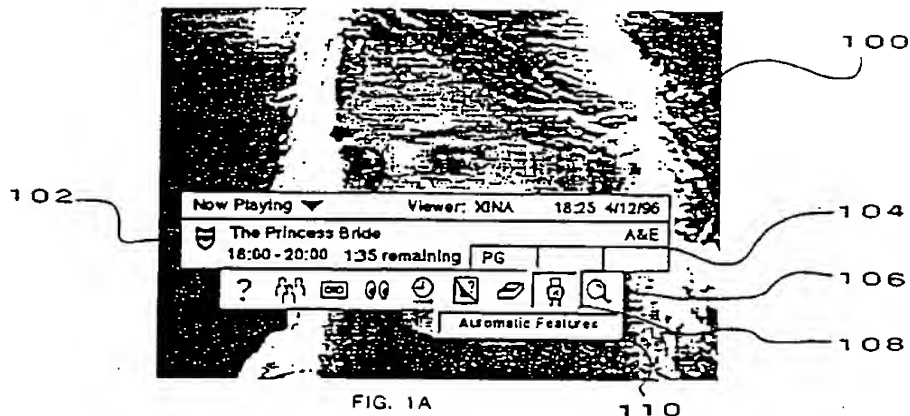 100
102
Now Playing Viewer: XINA 18:25 4/12/96
104
The Princess Bride A&E
18:00 - 20:00 1:35 remaining PG
106
?
Automatic Features
108
FIG. 1A
110